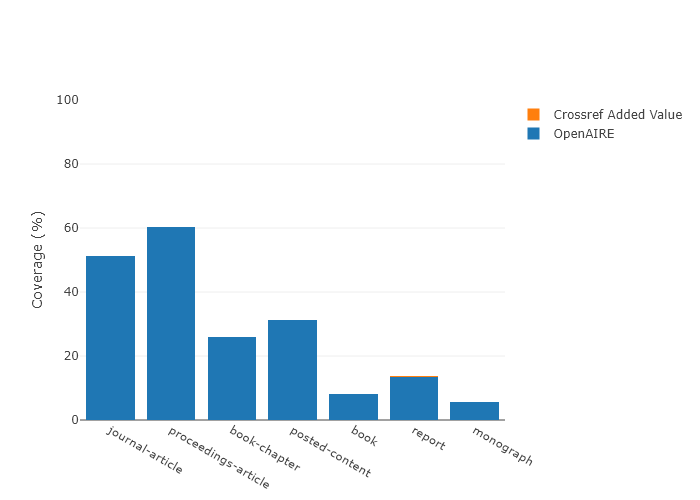 Crossref Added Value
OpenAIRE
Coverage (%)
100
80
60
40
20
0
journal-article
proceedings-article
book-chapter
posted-content
book
report
monograph